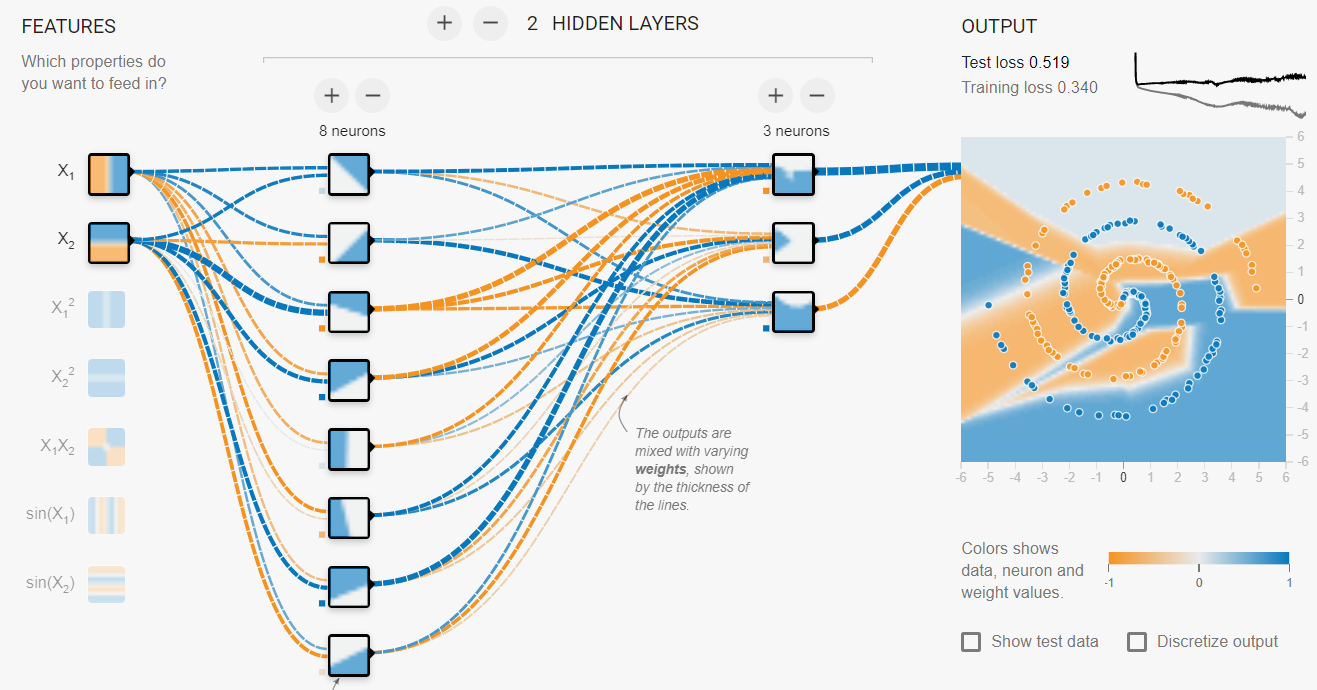 FEATURES
Which properties do
you want to feed in?
+ − 2 HIDDEN LAYERS
+ −
8 neurons
+ −
3 neurons
X1
X2
X1²
X2²
X1X2
sin(X1)
sin(X2)
The outputs are
mixed with varying
weights, shown
by the thickness of
the lines.
OUTPUT
Test loss 0.519
Training loss 0.340
6
5
4
3
2
1
0
-1
-2
-3
-4
-5
-6
-6 -5 -4 -3 -2 -1 0 1 2 3 4 5 6
Colors shows
data, neuron and
weight values.
-1 0 1
Show test data
Discretize output